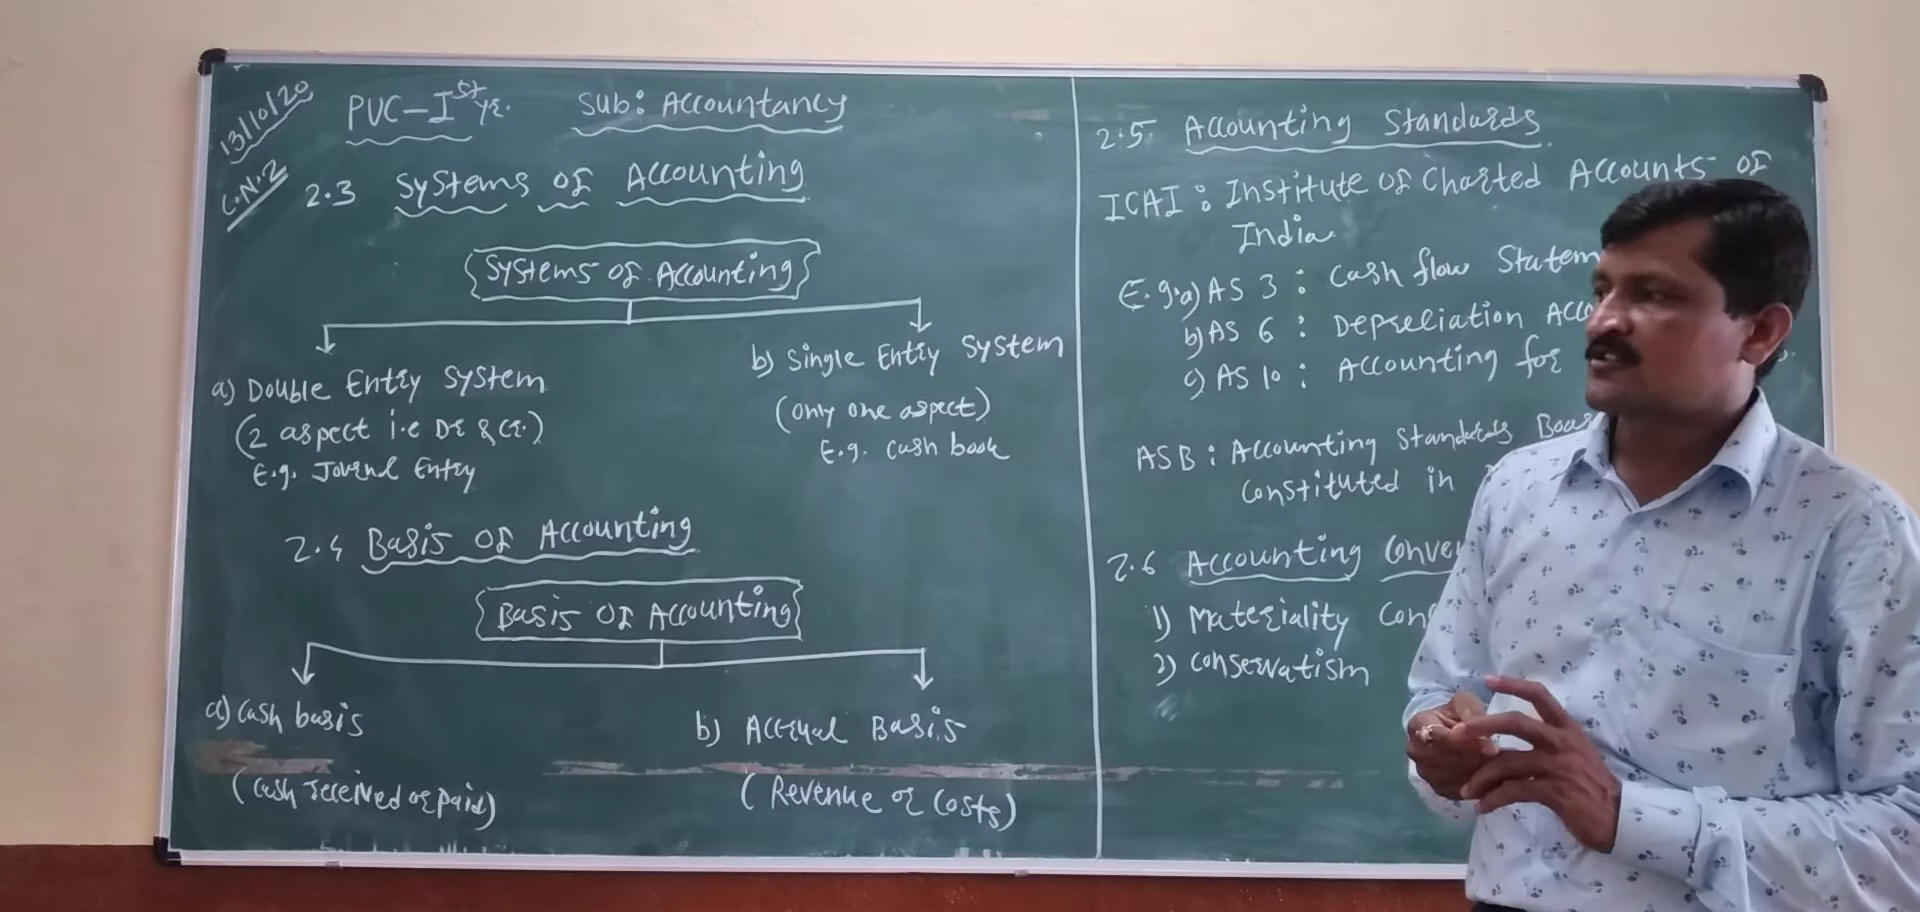 13/10/20
C.N.2
PUC-Ist yr.
Sub: Accountancy
2.3 Systems of Accounting
Systems of Accounting
a) Double Entry System
(2 aspect i.e Dr & Cr.)
E.g. Journl Entry
b) Single Entry System
(Only one aspect)
E.g. Cash book
2.4 Basis of Accounting
Basis of Accounting
a) Cash basis
(Cash received or paid)
b) Accrual Basis
(Revenue or Costs)
2.5. Accounting Standards
ICAI : Institute of Charted Accounts of
India
E.g. a) AS 3 : Cash flow Statem
b) AS 6 : Depreciation Acco
c) AS 10 : Accounting for
ASB : Accounting Standards Boar
Constituted in
2.6 Accounting Conve
1) Materiality Con
2) Conservatism